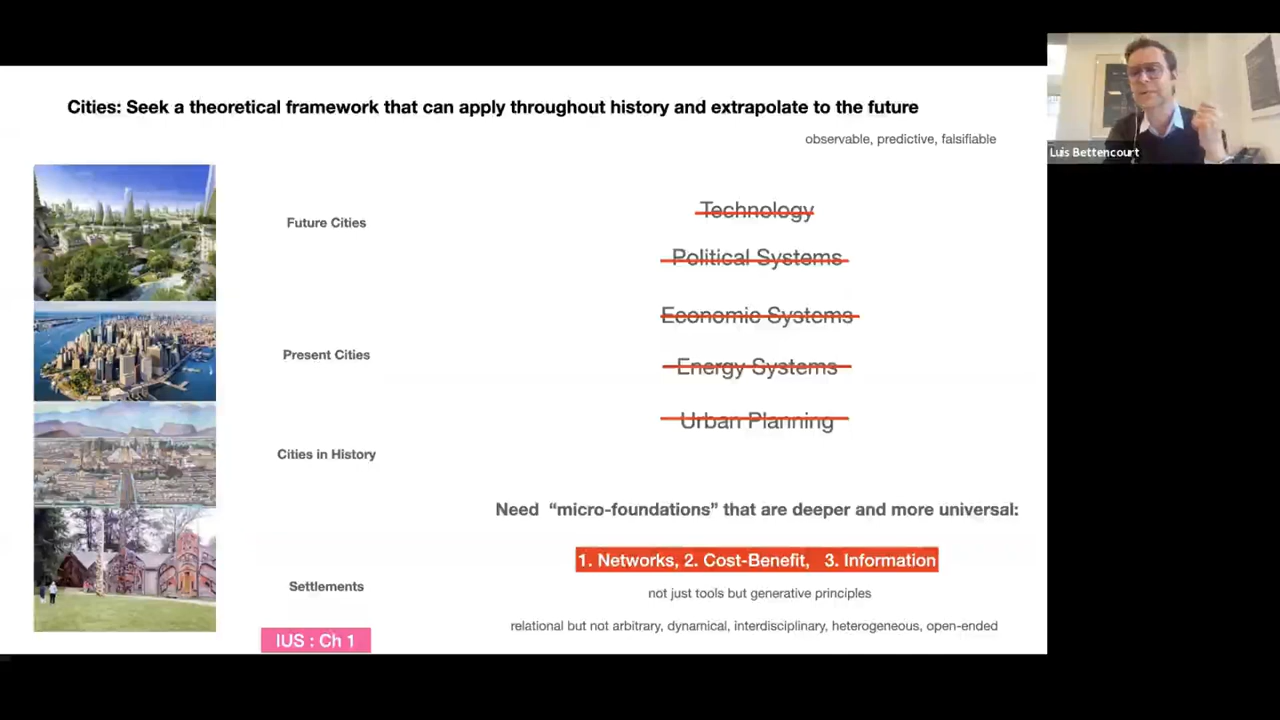 Cities: Seek a theoretical framework that can apply throughout history and extrapolate to the future
observable, predictive, falsifiable
Luis Bettencourt
Future Cities
Present Cities
Cities in History
Settlements
IUS : Ch 1
Technology
Political Systems
Economic Systems
Energy Systems
Urban Planning
Need “micro-foundations” that are deeper and more universal:
1. Networks, 2. Cost-Benefit, 3. Information
not just tools but generative principles
relational but not arbitrary, dynamical, interdisciplinary, heterogeneous, open-ended